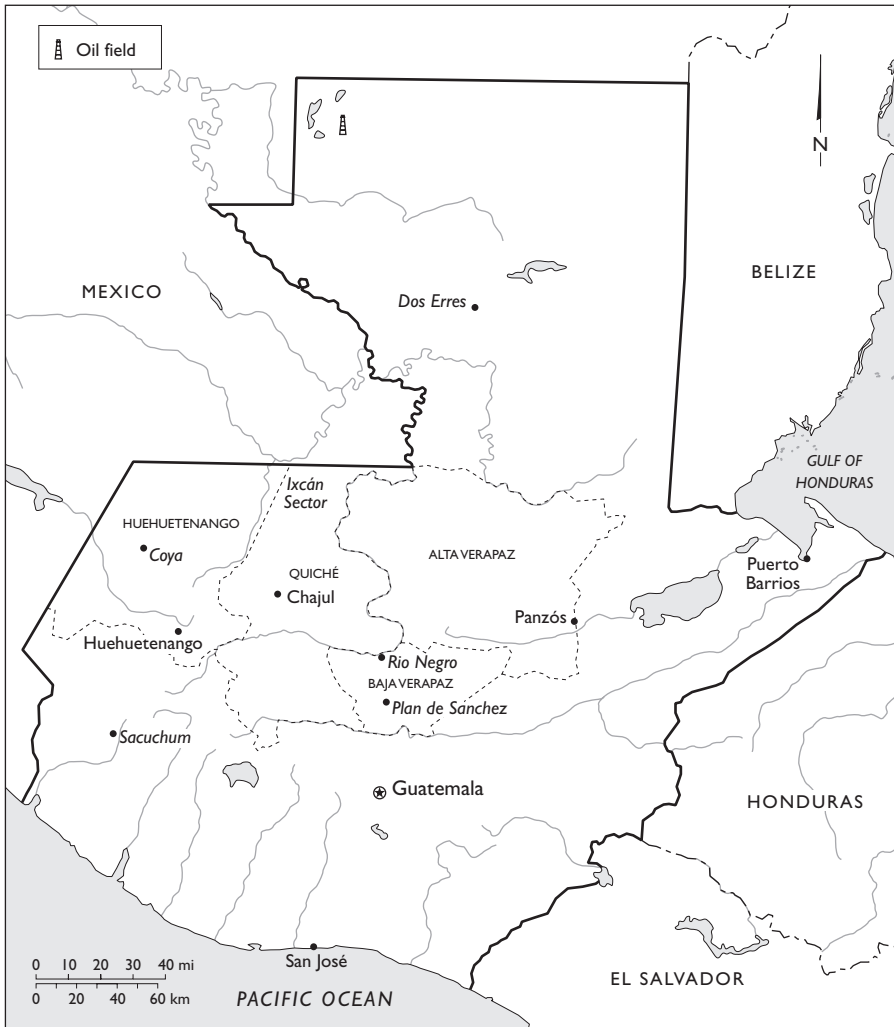 Oil field
N
BELIZE
MEXICO
Dos Erres
GULF OF
HONDURAS
Ixcán
Sector
HUEHUETENANGO
Coya
ALTA VERAPAZ
QUICHÉ
Chajul
Puerto
Barrios
Panzós
Huehuetenango
Rio Negro
BAJA VERAPAZ
Plan de Sánchez
Sacuchum
Guatemala
HONDURAS
San José
EL SALVADOR
0 10 20 30 40 mi
0 20 40 60 km
PACIFIC OCEAN